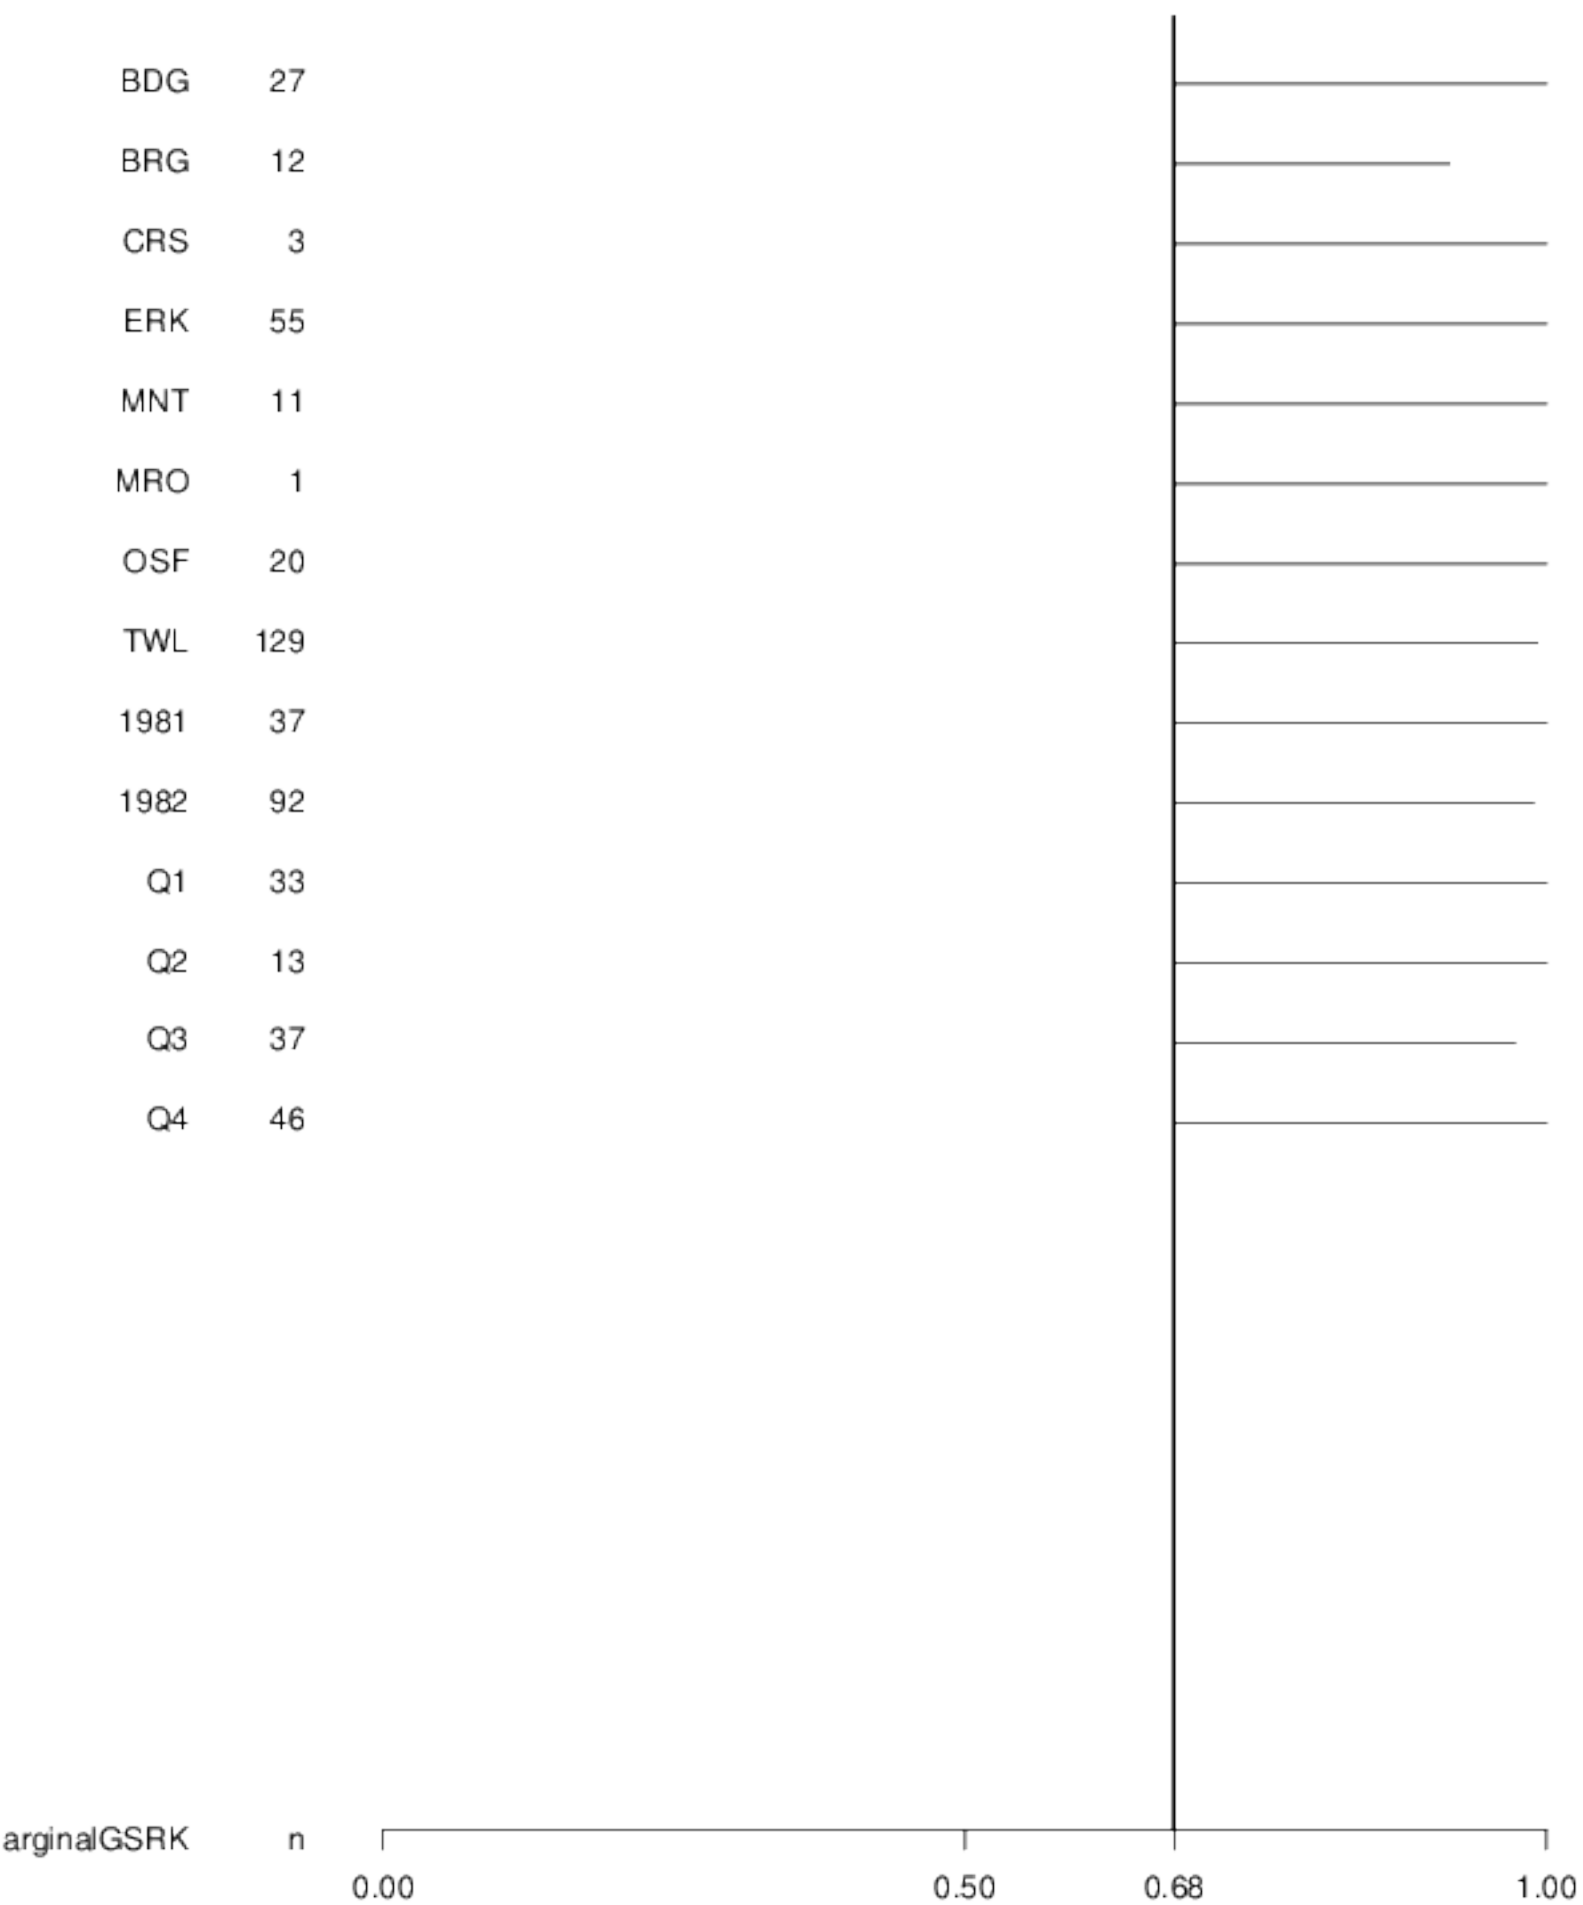 BDG 27
BRG 12
CRS 3
ERK 55
MNT 11
MRO 1
OSF 20
TWL 129
1981 37
1982 92
Q1 33
Q2 13
Q3 37
Q4 46
arginalGSRK n
0.00 0.50 0.68 1.00